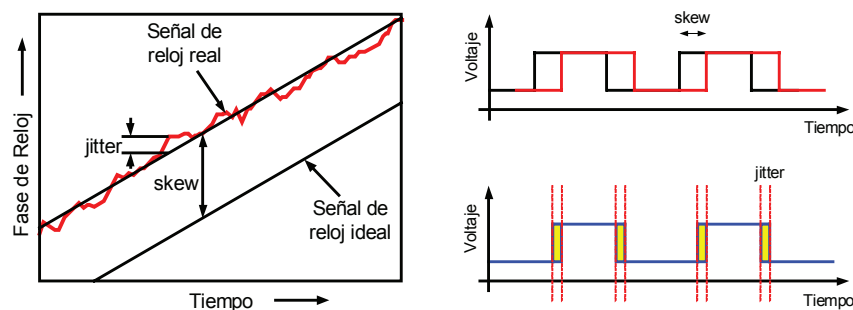 Fase de Reloj
Señal de
reloj real
jitter
skew
Señal de
reloj ideal
Tiempo
skew
Voltaje
Tiempo
jitter
Voltaje
Tiempo